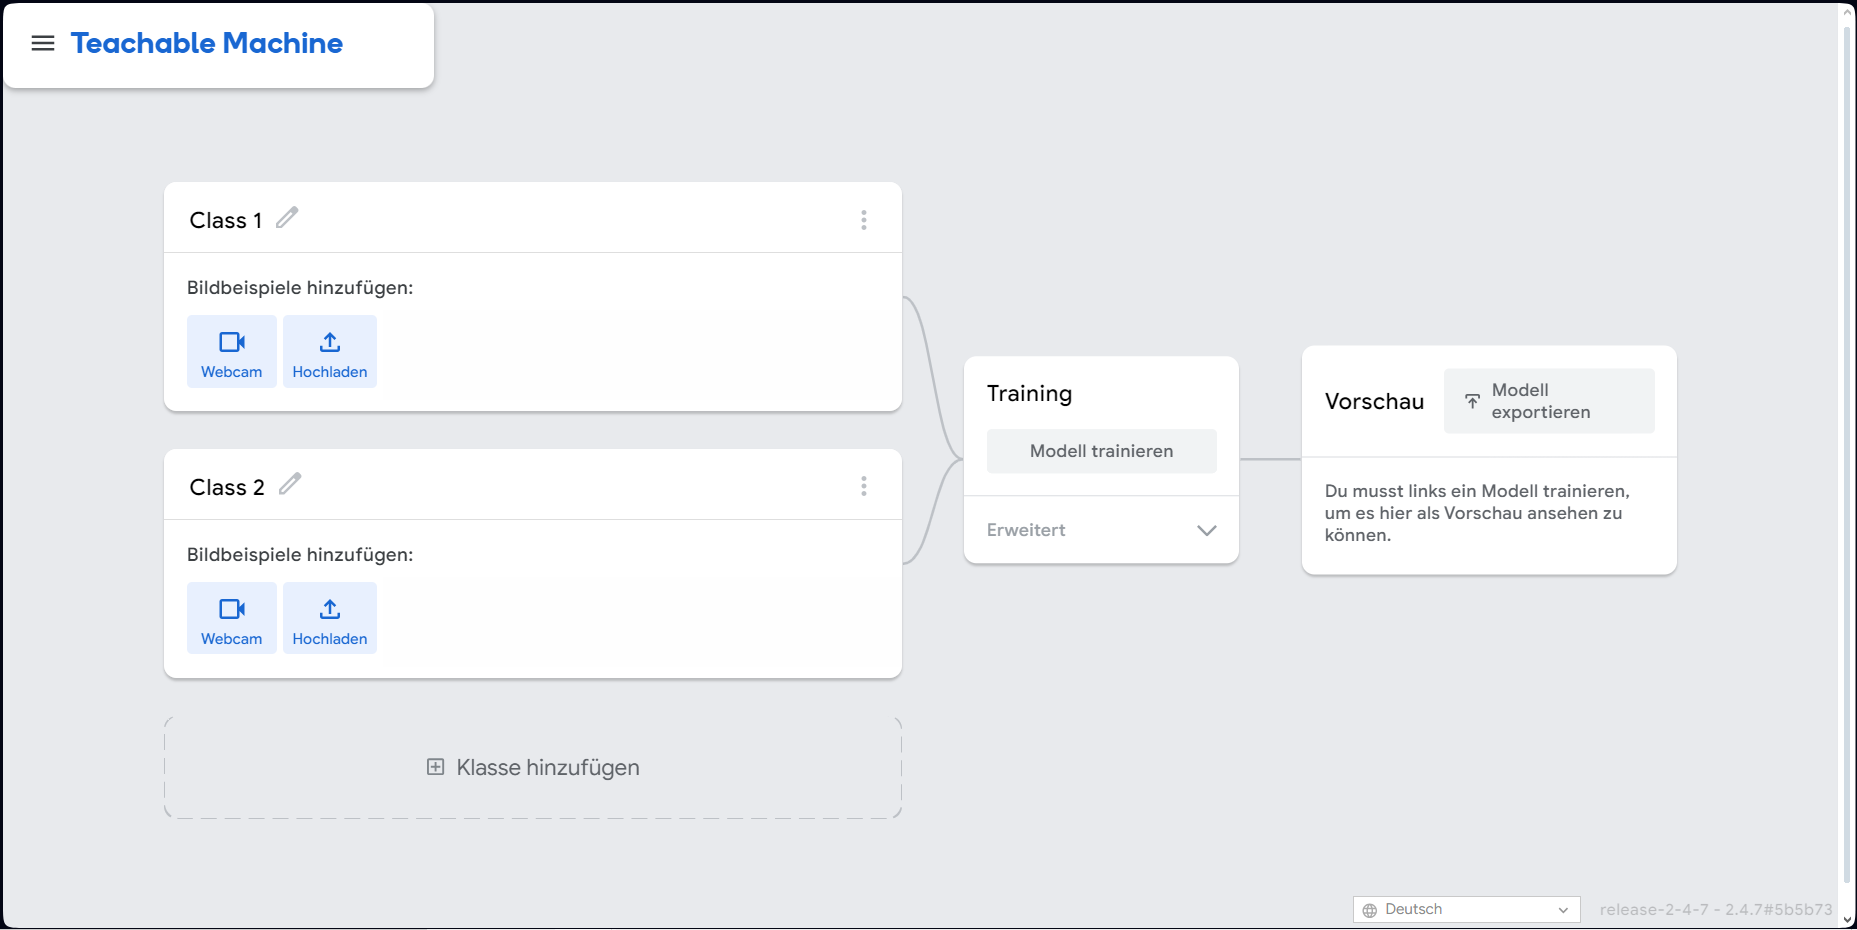 Teachable Machine
Class 1
Bildbeispiele hinzufügen:
Webcam
Hochladen
Class 2
Bildbeispiele hinzufügen:
Webcam
Hochladen
Klasse hinzufügen
Training
Modell trainieren
Erweitert
Vorschau
Modell
exportieren
Du musst links ein Modell trainieren,
um es hier als Vorschau ansehen zu
können.
Deutsch
release-2-4-7 - 2.4.7#5b5b73